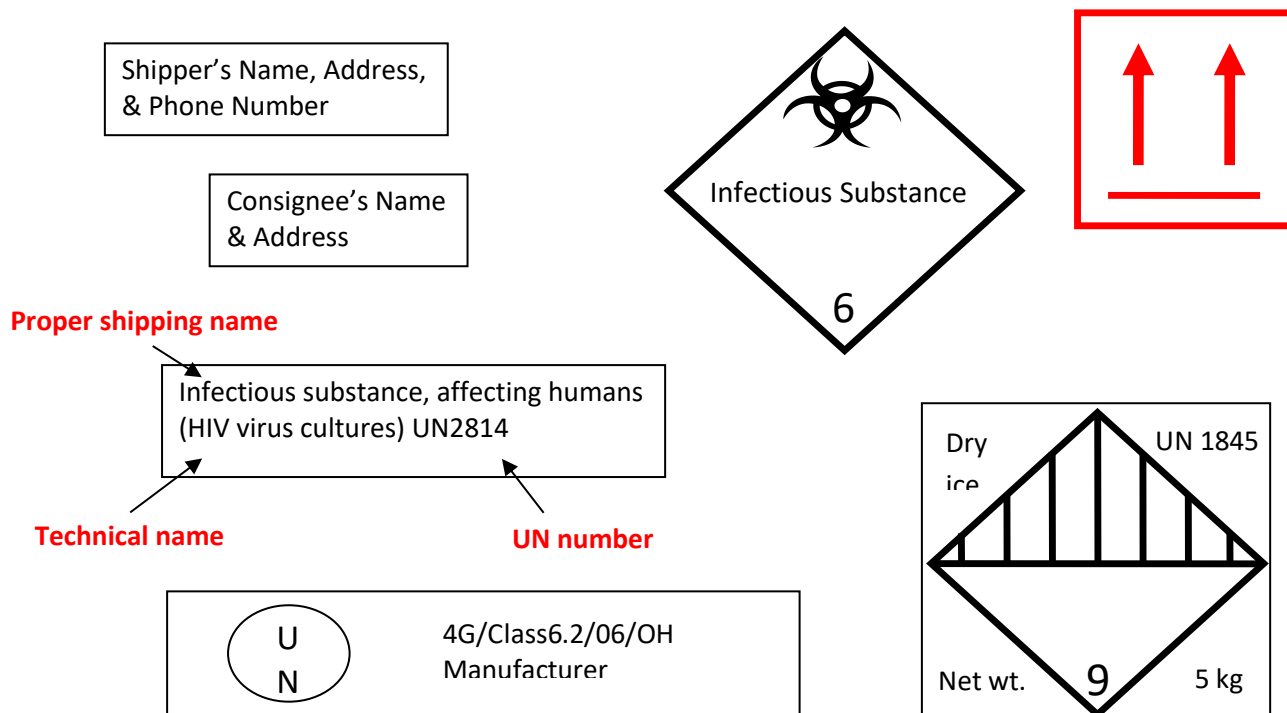 Shipper’s Name, Address,
& Phone Number
Consignee’s Name
& Address
Infectious Substance
6
Proper shipping name
Infectious substance, affecting humans
(HIV virus cultures) UN2814
Technical name
UN number
Dry
ice
UN 1845
Net wt.
9
5 kg
U
N
4G/Class6.2/06/OH
Manufacturer